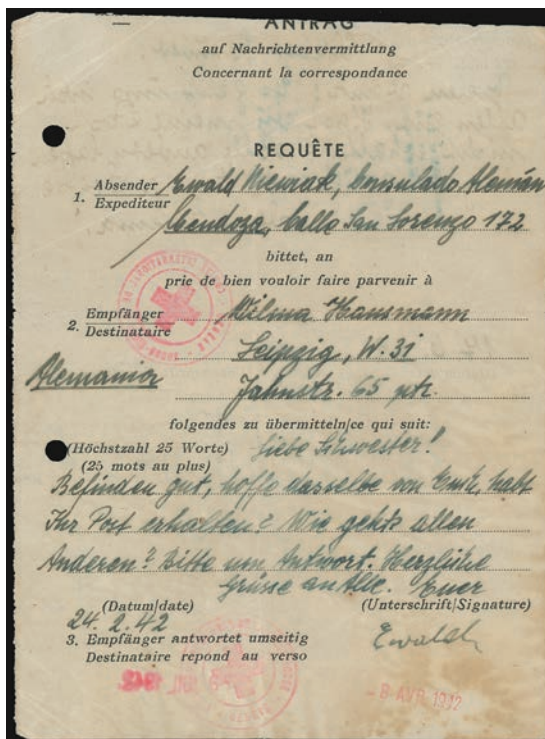 ANTRAG
auf Nachrichtenvermittlung
Concernant la correspondance
REQUÊTE
1. Absender
Expediteur
Ewald Niewiak, Consulado Alemán
Mendoza, Calle San Lorenzo 172
bittet, an
prie de bien vouloir faire parvenir à
2. Empfänger
Destinataire
Wilma Hausmann
Leipzig, W. 31
Alemania
Jahnstr. 65 ptr.
folgendes zu übermitteln/ce qui suit:
(Höchstzahl 25 Worte) Liebe Schwester!
(25 mots au plus)
Befinden gut, hoffe dasselbe von Euch, habt
Ihr Post erhalten? Wie gehts allen
Anderen? Bitte um Antwort. Herzliche
Grüsse an Alle. Euer
(Datum/date) (Unterschrift/Signature)
24. 2. 42
Ewald
3. Empfänger antwortet umseitig
Destinataire repond au verso
- 8 AVR 1942